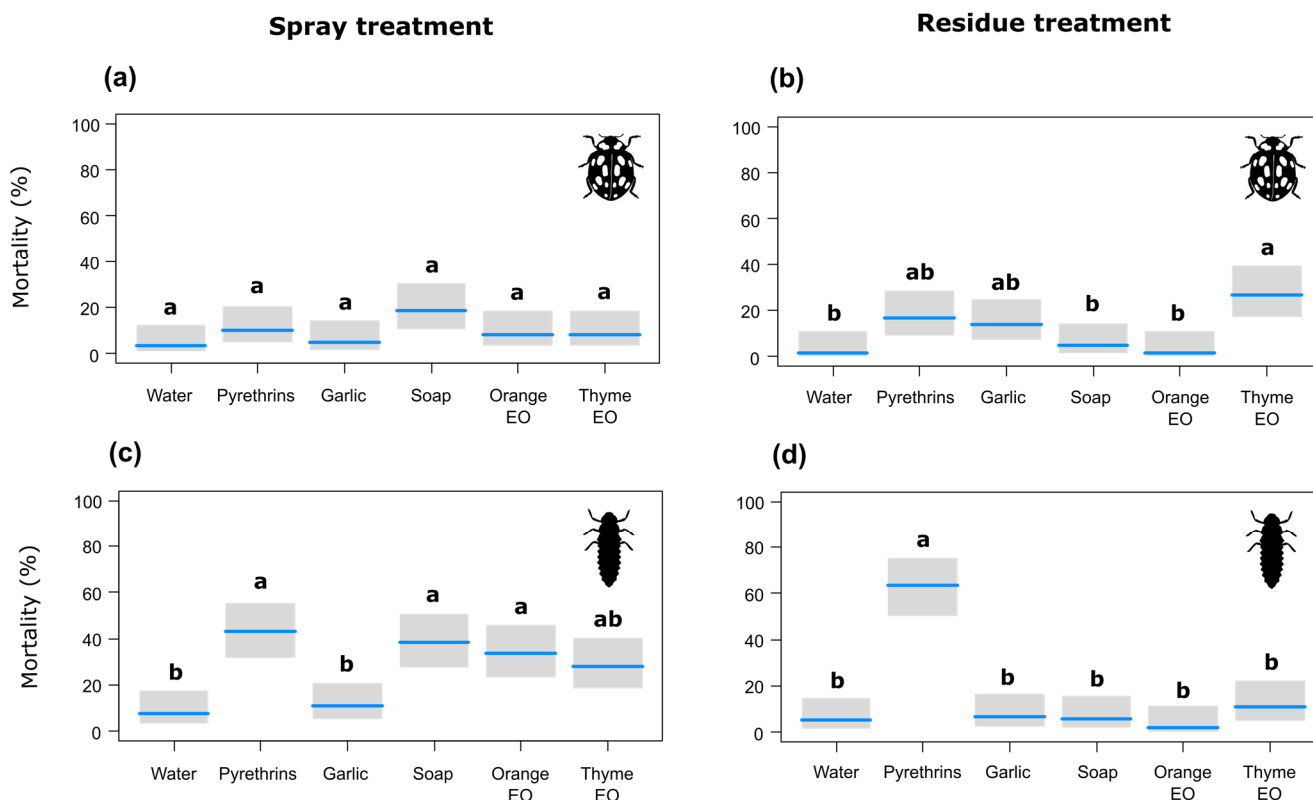 Spray treatment
Residue treatment
(a)
Mortality (%)
100
80
60
40
20
0
a
a
a
a
a
a
Water
Pyrethrins
Garlic
Soap
Orange
EO
Thyme
EO
(b)
100
80
60
40
20
0
b
ab
ab
b
b
a
Water
Pyrethrins
Garlic
Soap
Orange
EO
Thyme
EO
(c)
Mortality (%)
100
80
60
40
20
0
b
a
b
a
a
ab
Water
Pyrethrins
Garlic
Soap
Orange
EO
Thyme
EO
(d)
100
80
60
40
20
0
b
a
b
b
b
b
Water
Pyrethrins
Garlic
Soap
Orange
EO
Thyme
EO